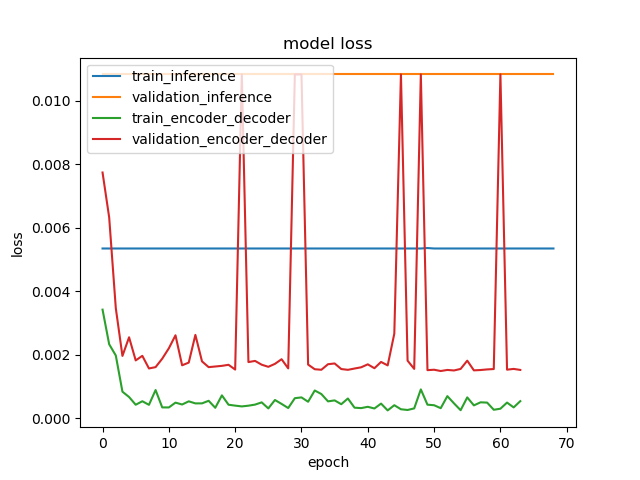 model loss
train_inference
validation_inference
train_encoder_decoder
validation_encoder_decoder
loss
0.010
0.008
0.006
0.004
0.002
0.000
0 10 20 30 40 50 60 70
epoch